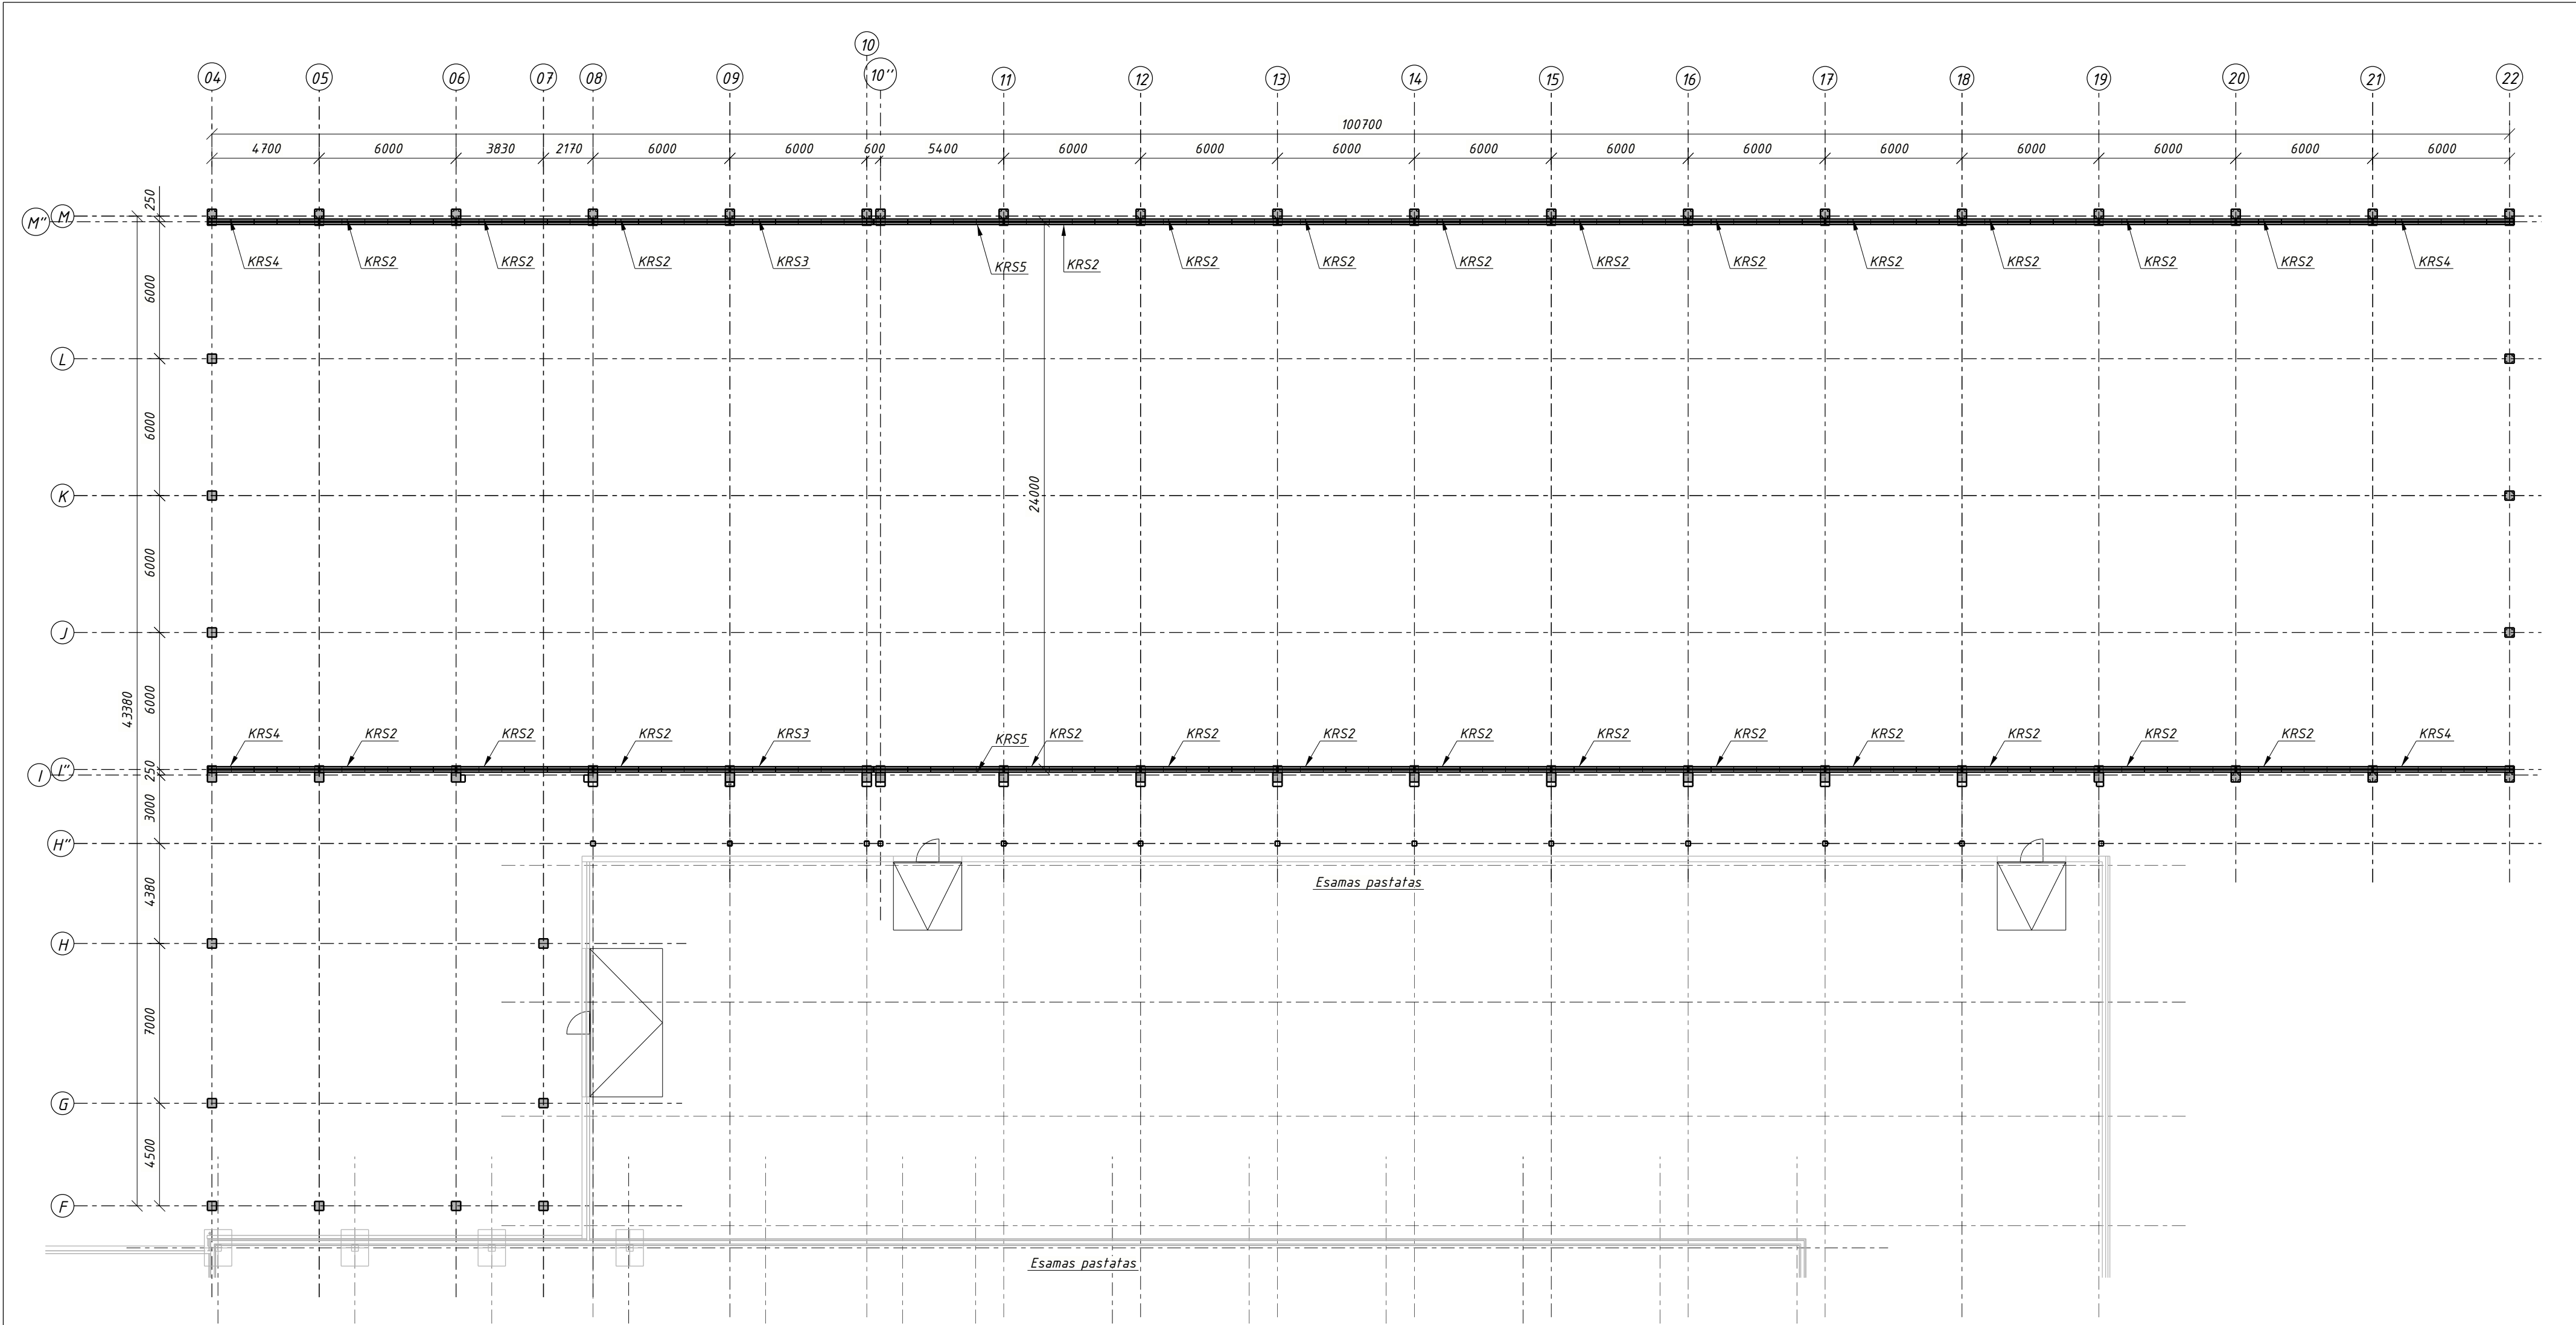 10
04 05 06 07 08 09 10'' 11 12 13 14 15 16 17 18 19 20 21 22
100700
4700 6000 3830 2170 6000 6000 600 5400 6000 6000 6000 6000 6000 6000 6000 6000 6000 6000 6000
250
M'' M
KRS4 KRS2 KRS2 KRS2 KRS3 KRS5 KRS2 KRS2 KRS2 KRS2 KRS2 KRS2 KRS2 KRS2 KRS2 KRS2 KRS4
6000
L
6000
K
24000
6000
J
6000
43380
KRS4 KRS2 KRS2 KRS2 KRS3 KRS5 KRS2 KRS2 KRS2 KRS2 KRS2 KRS2 KRS2 KRS2 KRS2 KRS2 KRS4
I I''
250
3000
H''
4380
Esamas pastatas
H
7000
G
4500
F
Esamas pastatas